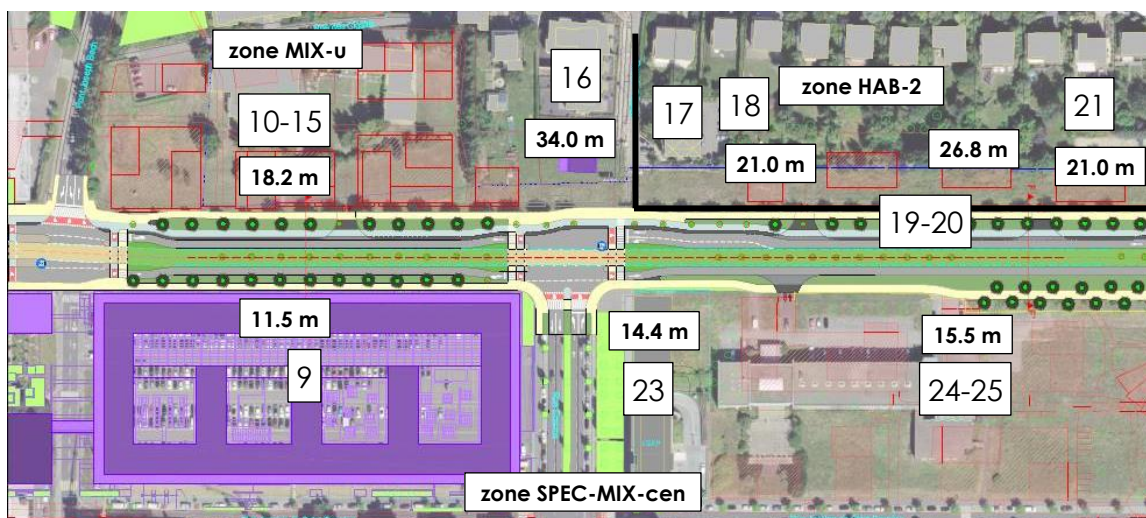 zone MIX-u
16
zone HAB-2
10-15
17
18
21
34.0 m
18.2 m
21.0 m
26.8 m
21.0 m
19-20
11.5 m
14.4 m
15.5 m
9
23
24-25
zone SPEC-MIX-cen